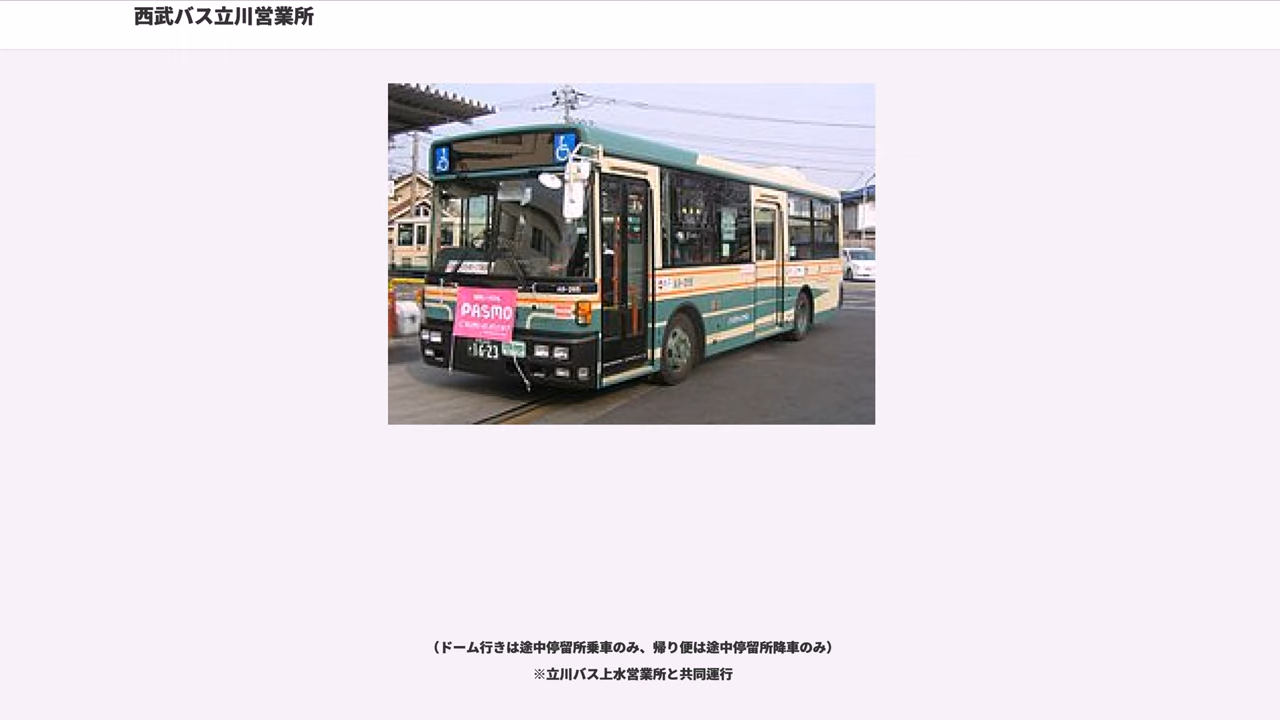 西武バス立川営業所
PASMO
16-23
（ドーム行きは途中停留所乗車のみ、帰り便は途中停留所降車のみ）
※立川バス上水営業所と共同運行